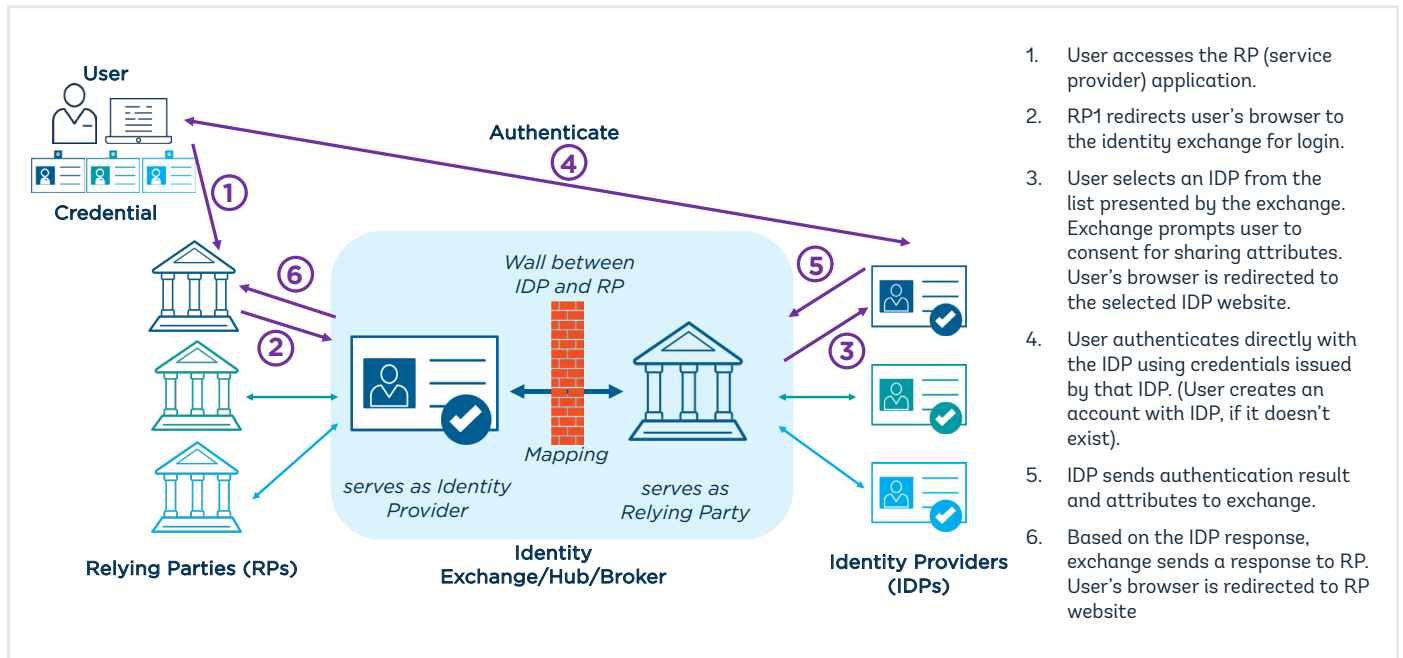 User
Credential
Authenticate
4
1
6
2
5
3
Wall between
IDP and RP
Mapping
serves as Identity
Provider
serves as
Relying Party
Relying Parties (RPs)
Identity
Exchange/Hub/Broker
Identity Providers
(IDPs)
1. User accesses the RP (service
provider) application.
2. RP1 redirects user’s browser to
the identity exchange for login.
3. User selects an IDP from the
list presented by the exchange.
Exchange prompts user to
consent for sharing attributes.
User’s browser is redirected to
the selected IDP website.
4. User authenticates directly with
the IDP using credentials issued
by that IDP. (User creates an
account with IDP, if it doesn’t
exist).
5. IDP sends authentication result
and attributes to exchange.
6. Based on the IDP response,
exchange sends a response to RP.
User’s browser is redirected to RP
website